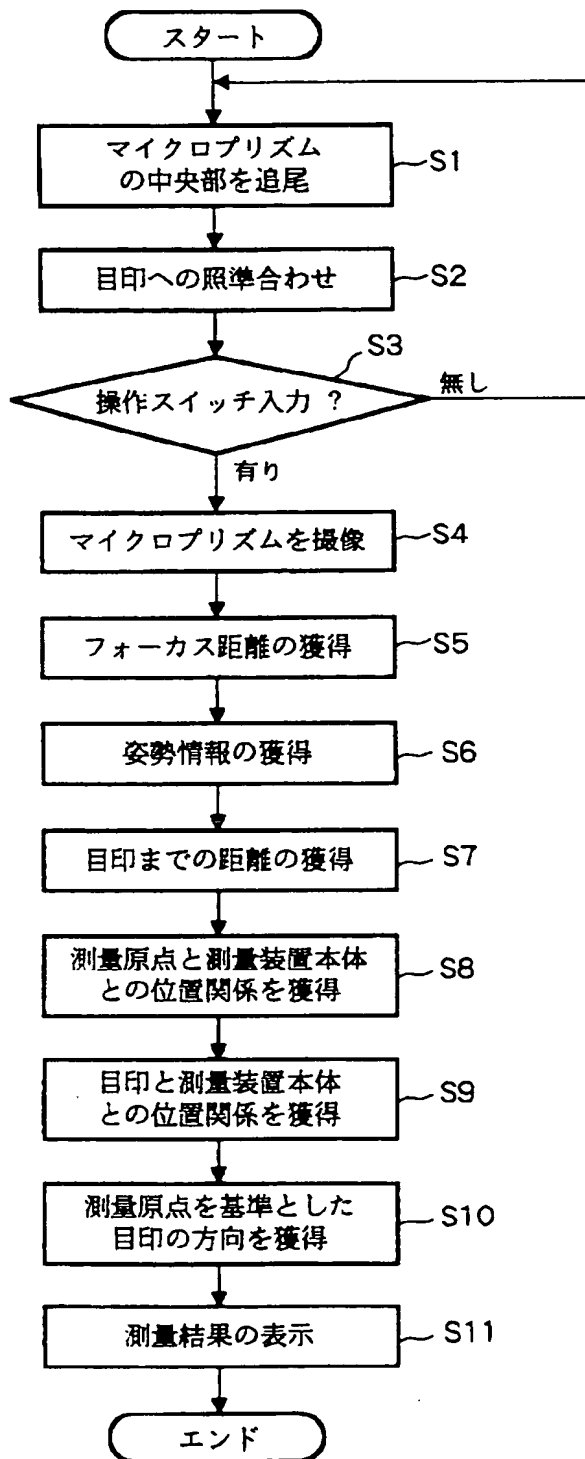 スタート
マイクロプリズム
の中央部を追尾
S1
目印への照準合わせ
S2
S3
操作スイッチ入力 ?
無し
有り
マイクロプリズムを撮像
S4
フォーカス距離の獲得
S5
姿勢情報の獲得
S6
目印までの距離の獲得
S7
測量原点と測量装置本体
との位置関係を獲得
S8
目印と測量装置本体
との位置関係を獲得
S9
測量原点を基準とした
目印の方向を獲得
S10
測量結果の表示
S11
エンド